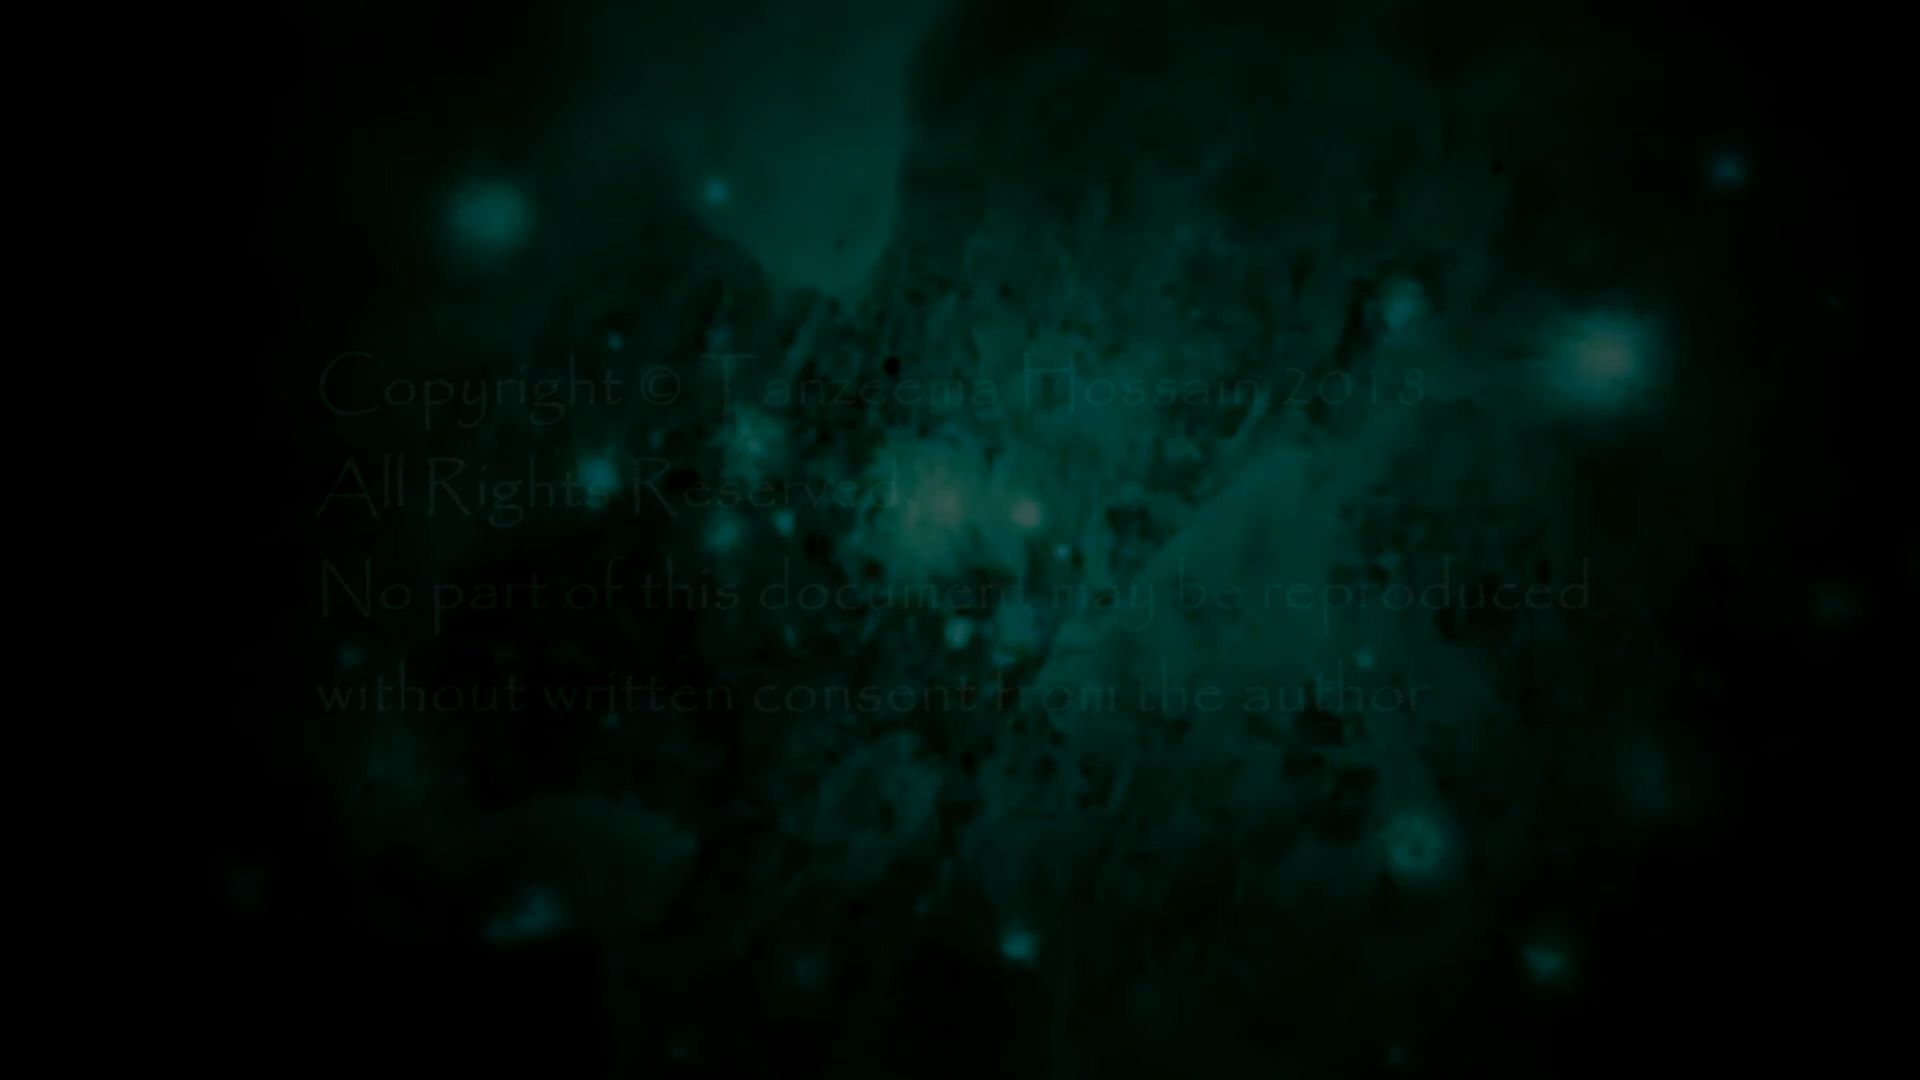 Copyright © Tanzeema Hossain 2018
All Rights Reserved.
No part of this document may be reproduced
without written consent from the author